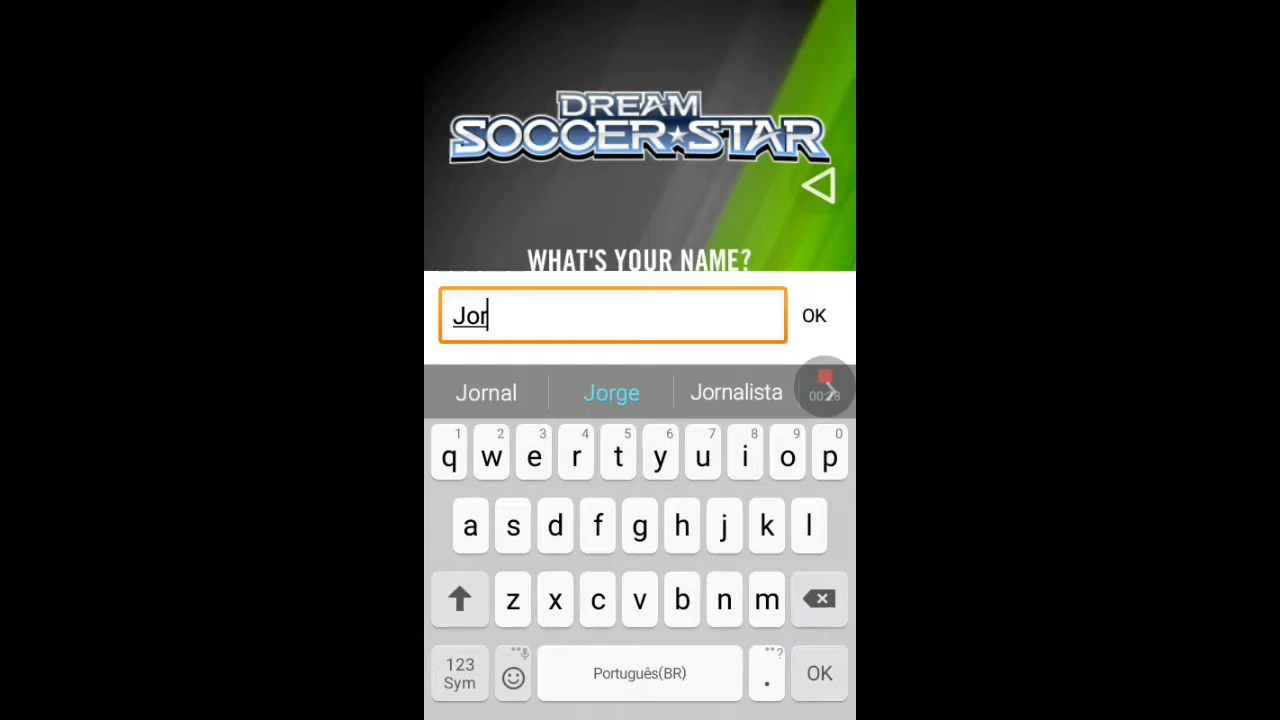 DREAM
SOCCER★STAR
WHAT'S YOUR NAME?
Jor
OK
Jornal Jorge Jornalista
00:28
1 2 3 4 5 6 7 8 9 0
q w e r t y u i o p
a s d f g h j k l
z x c v b n m
123 Sym Português(BR) . ? OK